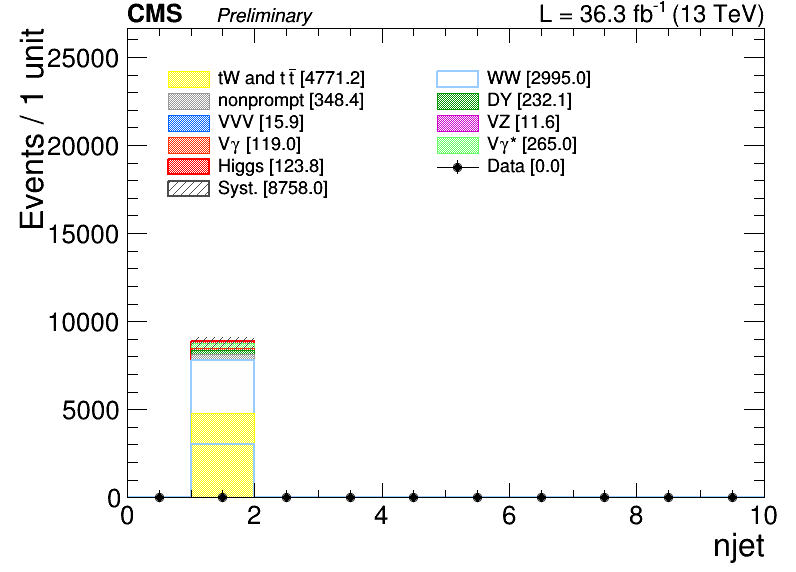 CMS Preliminary L = 36.3 fb⁻¹ (13 TeV)
Events / 1 unit
25000
20000
15000
10000
5000
0
tW and tt̅ [4771.2]
nonprompt [348.4]
VVV [15.9]
Vγ [119.0]
Higgs [123.8]
Syst. [8758.0]
WW [2995.0]
DY [232.1]
VZ [11.6]
Vγ* [265.0]
Data [0.0]
0 2 4 6 8 10
njet